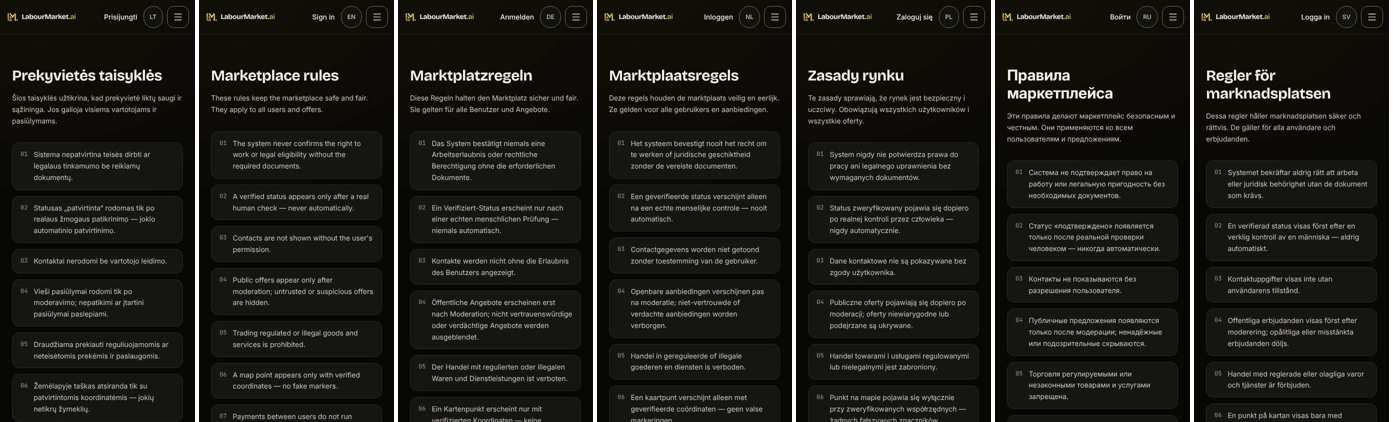 LabourMarket.ai
Prisijungti
LT
Prekyvietės taisyklės
Šios taisyklės užtikrina, kad prekyvietė liktų saugi ir
sąžininga. Jos galioja visiems vartotojams ir
pasiūlymams.
01 Sistema nepatvirtina teisės dirbti ar
legalaus tinkamumo be reikiamų
dokumentų.
02 Statusas „patvirtinta“ rodomas tik po
realaus žmogaus patikrinimo — jokio
automatinio patvirtinimo.
03 Kontaktai nerodomi be vartotojo leidimo.
04 Vieši pasiūlymai rodomi tik po
moderavimo; nepatikimi ar įtartini
pasiūlymai paslepiami.
05 Draudžiama prekiauti reguliuojamomis ar
neteisėtomis prekėmis ir paslaugomis.
06 Žemėlapyje taškas atsiranda tik su
patvirtintomis koordinatėmis — jokių
netikrų žymeklių.
LabourMarket.ai
Sign in
EN
Marketplace rules
These rules keep the marketplace safe and fair.
They apply to all users and offers.
01 The system never confirms the right to
work or legal eligibility without the
required documents.
02 A verified status appears only after a real
human check — never automatically.
03 Contacts are not shown without the user's
permission.
04 Public offers appear only after
moderation; untrusted or suspicious offers
are hidden.
05 Trading regulated or illegal goods and
services is prohibited.
06 A map point appears only with verified
coordinates — no fake markers.
07 Payments between users do not run
LabourMarket.ai
Anmelden
DE
Marktplatzregeln
Diese Regeln halten den Marktplatz sicher und fair.
Sie gelten für alle Benutzer und Angebote.
01 Das System bestätigt niemals eine
Arbeitserlaubnis oder rechtliche
Berechtigung ohne die erforderlichen
Dokumente.
02 Ein Verifiziert-Status erscheint nur nach
einer echten menschlichen Prüfung —
niemals automatisch.
03 Kontakte werden nicht ohne die Erlaubnis
des Benutzers angezeigt.
04 Öffentliche Angebote erscheinen erst
nach Moderation; nicht vertrauenswürdige
oder verdächtige Angebote werden
ausgeblendet.
05 Der Handel mit regulierten oder illegalen
Waren und Dienstleistungen ist verboten.
06 Ein Kartenpunkt erscheint nur mit
verifizierten Koordinaten — keine
LabourMarket.ai
Inloggen
NL
Marktplaatsregels
Deze regels houden de marktplaats veilig en eerlijk.
Ze gelden voor alle gebruikers en aanbiedingen.
01 Het systeem bevestigt nooit het recht om
te werken of juridische geschiktheid
zonder de vereiste documenten.
02 Een geverifieerde status verschijnt alleen
na een echte menselijke controle — nooit
automatisch.
03 Contactgegevens worden niet getoond
zonder toestemming van de gebruiker.
04 Openbare aanbiedingen verschijnen pas
na moderatie; niet-vertrouwde of
verdachte aanbiedingen worden
verborgen.
05 Handel in gereguleerde of illegale
goederen en diensten is verboden.
06 Een kaartpunt verschijnt alleen met
geverifieerde coördinaten — geen valse
markeringen.
LabourMarket.ai
Zaloguj się
PL
Zasady rynku
Te zasady sprawiają, że rynek jest bezpieczny i
uczciwy. Obowiązują wszystkich użytkowników i
wszystkie oferty.
01 System nigdy nie potwierdza prawa do
pracy ani legalnego uprawnienia bez
wymaganych dokumentów.
02 Status zweryfikowany pojawia się dopiero
po realnej kontroli przez człowieka —
nigdy automatycznie.
03 Dane kontaktowe nie są pokazywane bez
zgody użytkownika.
04 Publiczne oferty pojawiają się dopiero po
moderacji; oferty niewiarygodne lub
podejrzane są ukrywane.
05 Handel towarami i usługami regulowanymi
lub nielegalnymi jest zabroniony.
06 Punkt na mapie pojawia się wyłącznie
przy zweryfikowanych współrzędnych —
żadnych fałszywych znaczników.
LabourMarket.ai
Войти
RU
Правила
маркетплейса
Эти правила делают маркетплейс безопасным и
честным. Они применяются ко всем
пользователям и предложениям.
01 Система не подтверждает право на
работу или легальную пригодность без
необходимых документов.
02 Статус «подтверждено» появляется
только после реальной проверки
человеком — никогда автоматически.
03 Контакты не показываются без
разрешения пользователя.
04 Публичные предложения появляются
только после модерации; ненадёжные
или подозрительные скрываются.
05 Торговля регулируемыми или
незаконными товарами и услугами
запрещена.
LabourMarket.ai
Logga in
SV
Regler för
marknadsplatsen
Dessa regler håller marknadsplatsen säker och
rättvis. De gäller för alla användare och
erbjudanden.
01 Systemet bekräftar aldrig rätt att arbeta
eller juridisk behörighet utan de dokument
som krävs.
02 En verifierad status visas först efter en
verklig kontroll av en människa — aldrig
automatiskt.
03 Kontaktuppgifter visas inte utan
användarens tillstånd.
04 Offentliga erbjudanden visas först efter
moderering; opålitliga eller misstänkta
erbjudanden döljs.
05 Handel med reglerade eller olagliga varor
och tjänster är förbjuden.
06 En punkt på kartan visas bara med